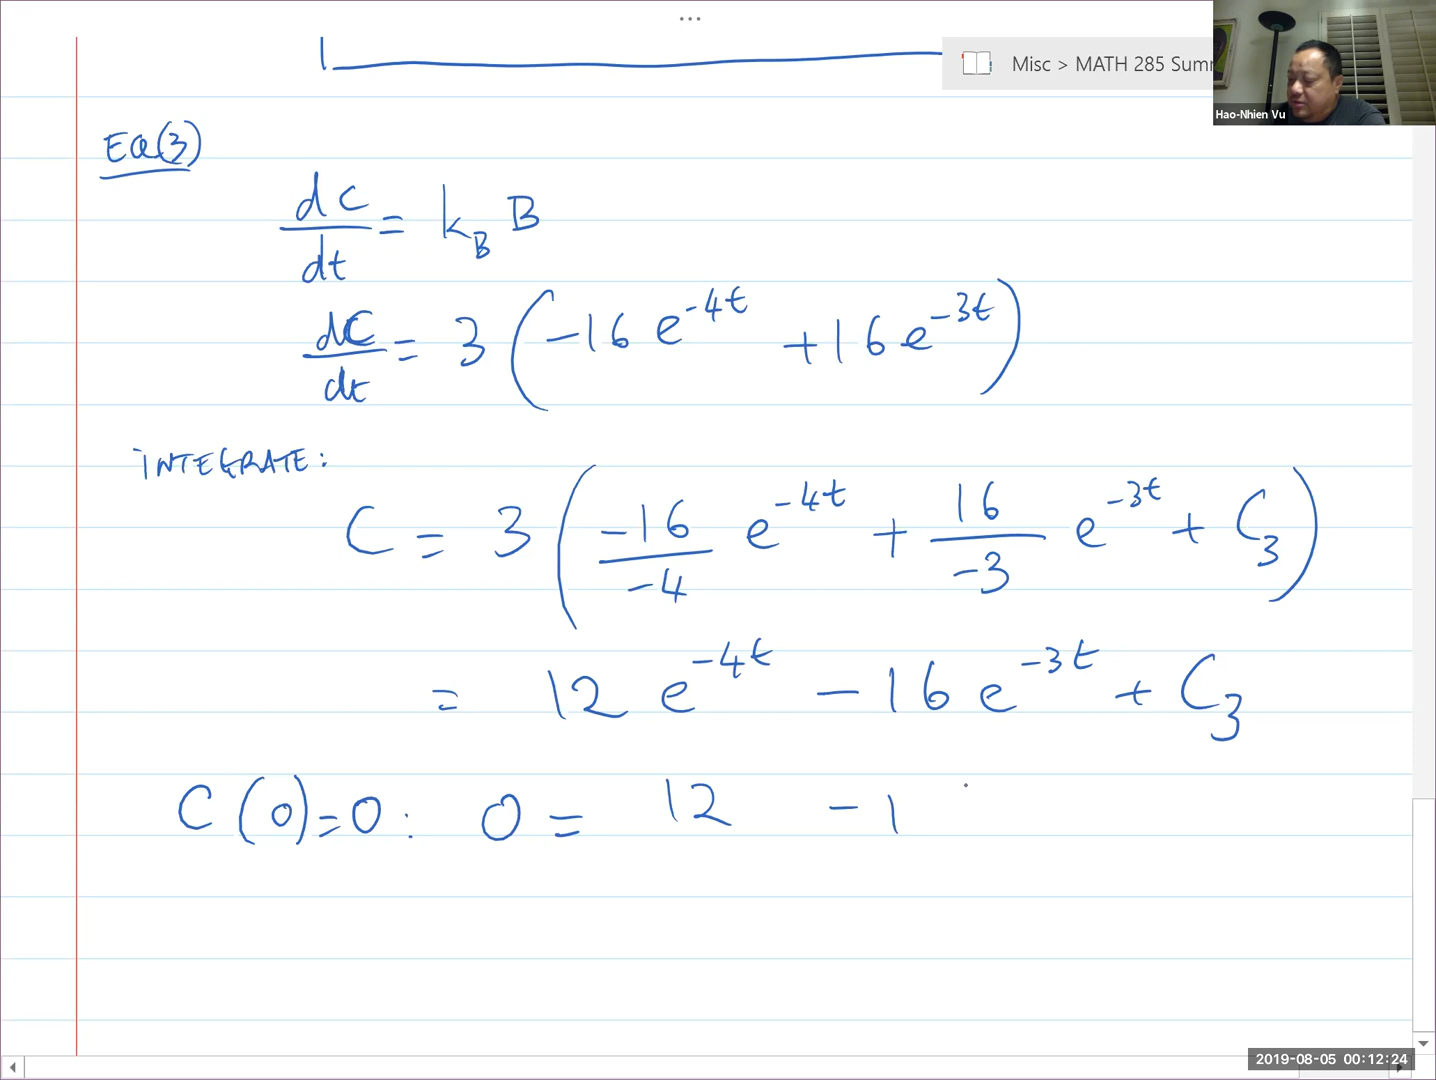 Misc > MATH 285 Sum
Hao-Nhien Vu
EQ(3)
dC/dt = k_B B
dC/dt = 3 ( -16 e^{-4t} + 16 e^{-3t} )
INTEGRATE:
C = 3 ( -16/-4 e^{-4t} + 16/-3 e^{-3t} + C_3 )
= 12 e^{-4t} - 16 e^{-3t} + C_3
C(0)=0: 0 = 12 - 1
2019-08-05 00:12:24